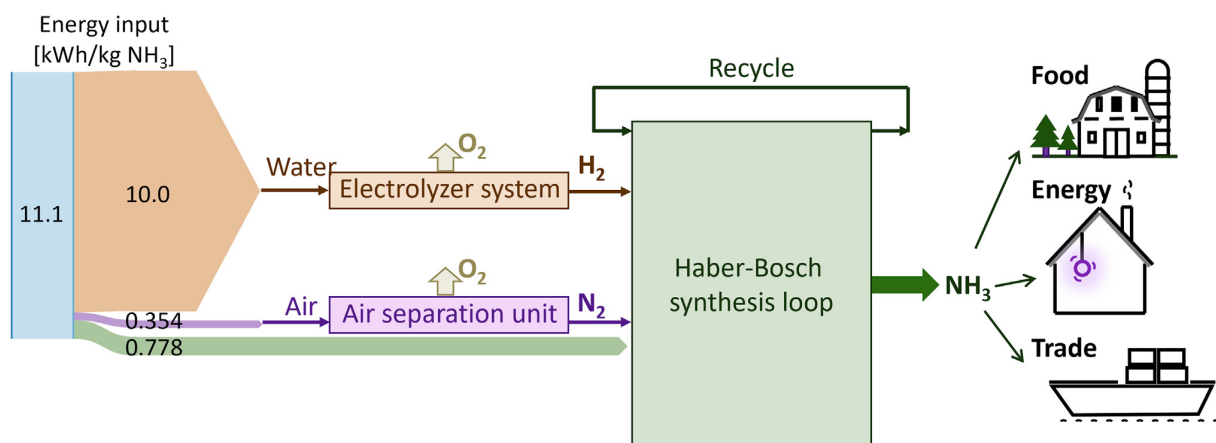 Energy input
[kWh/kg NH₃]
11.1
10.0
0.354
0.778
Water
O₂
Electrolyzer system
H₂
Air
O₂
Air separation unit
N₂
Recycle
Haber-Bosch
synthesis loop
NH₃
Food
Energy
Trade